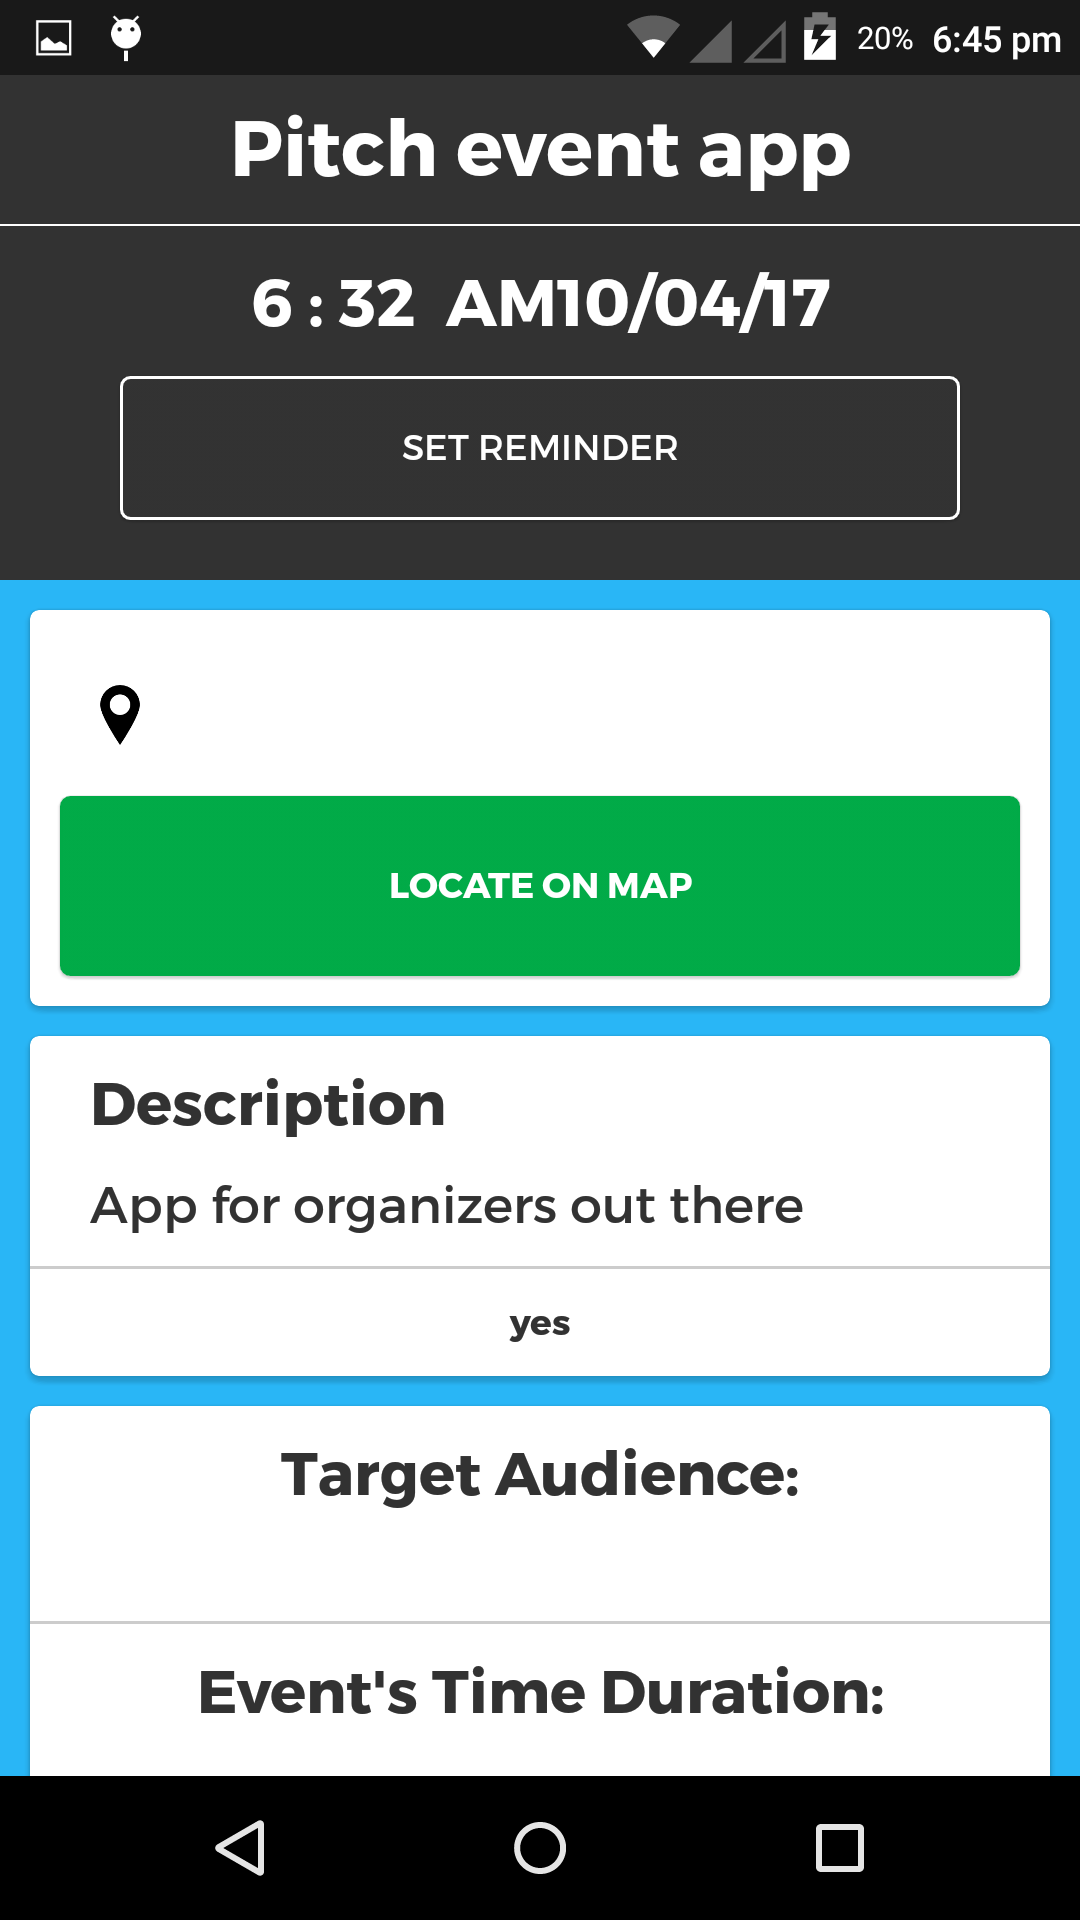 20% 6:45 pm
Pitch event app
6 : 32 AM10/04/17
SET REMINDER
LOCATE ON MAP
Description
App for organizers out there
yes
Target Audience:
Event's Time Duration: